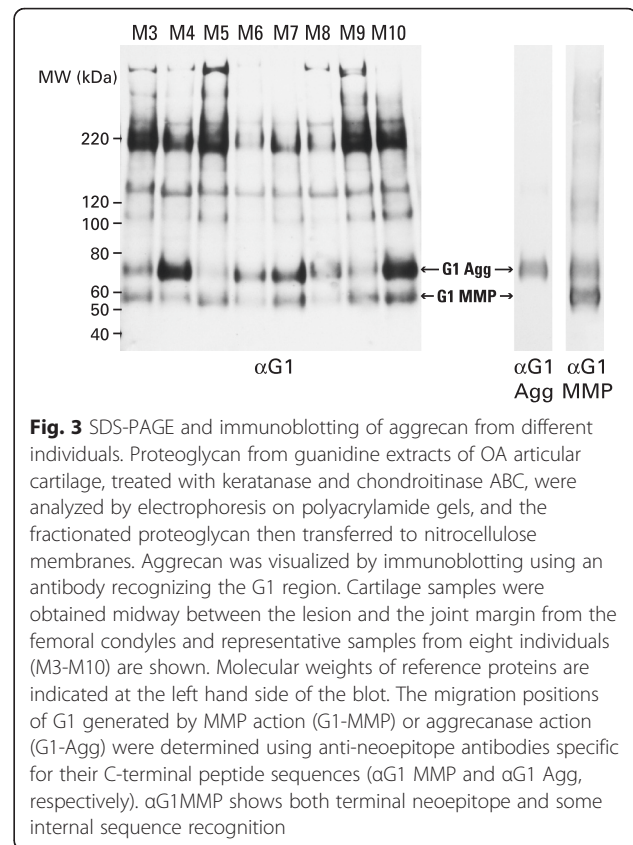 M3 M4 M5 M6 M7 M8 M9 M10
MW (kDa)
220
120
100
80
60
50
40
G1 Agg
G1 MMP
αG1
αG1 Agg
αG1 MMP
Fig. 3 SDS-PAGE and immunoblotting of aggrecan from different
individuals. Proteoglycan from guanidine extracts of OA articular
cartilage, treated with keratanase and chondroitinase ABC, were
analyzed by electrophoresis on polyacrylamide gels, and the
fractionated proteoglycan then transferred to nitrocellulose
membranes. Aggrecan was visualized by immunoblotting using an
antibody recognizing the G1 region. Cartilage samples were
obtained midway between the lesion and the joint margin from the
femoral condyles and representative samples from eight individuals
(M3-M10) are shown. Molecular weights of reference proteins are
indicated at the left hand side of the blot. The migration positions
of G1 generated by MMP action (G1-MMP) or aggrecanase action
(G1-Agg) were determined using anti-neoepitope antibodies specific
for their C-terminal peptide sequences (αG1 MMP and αG1 Agg,
respectively). αG1MMP shows both terminal neoepitope and some
internal sequence recognition